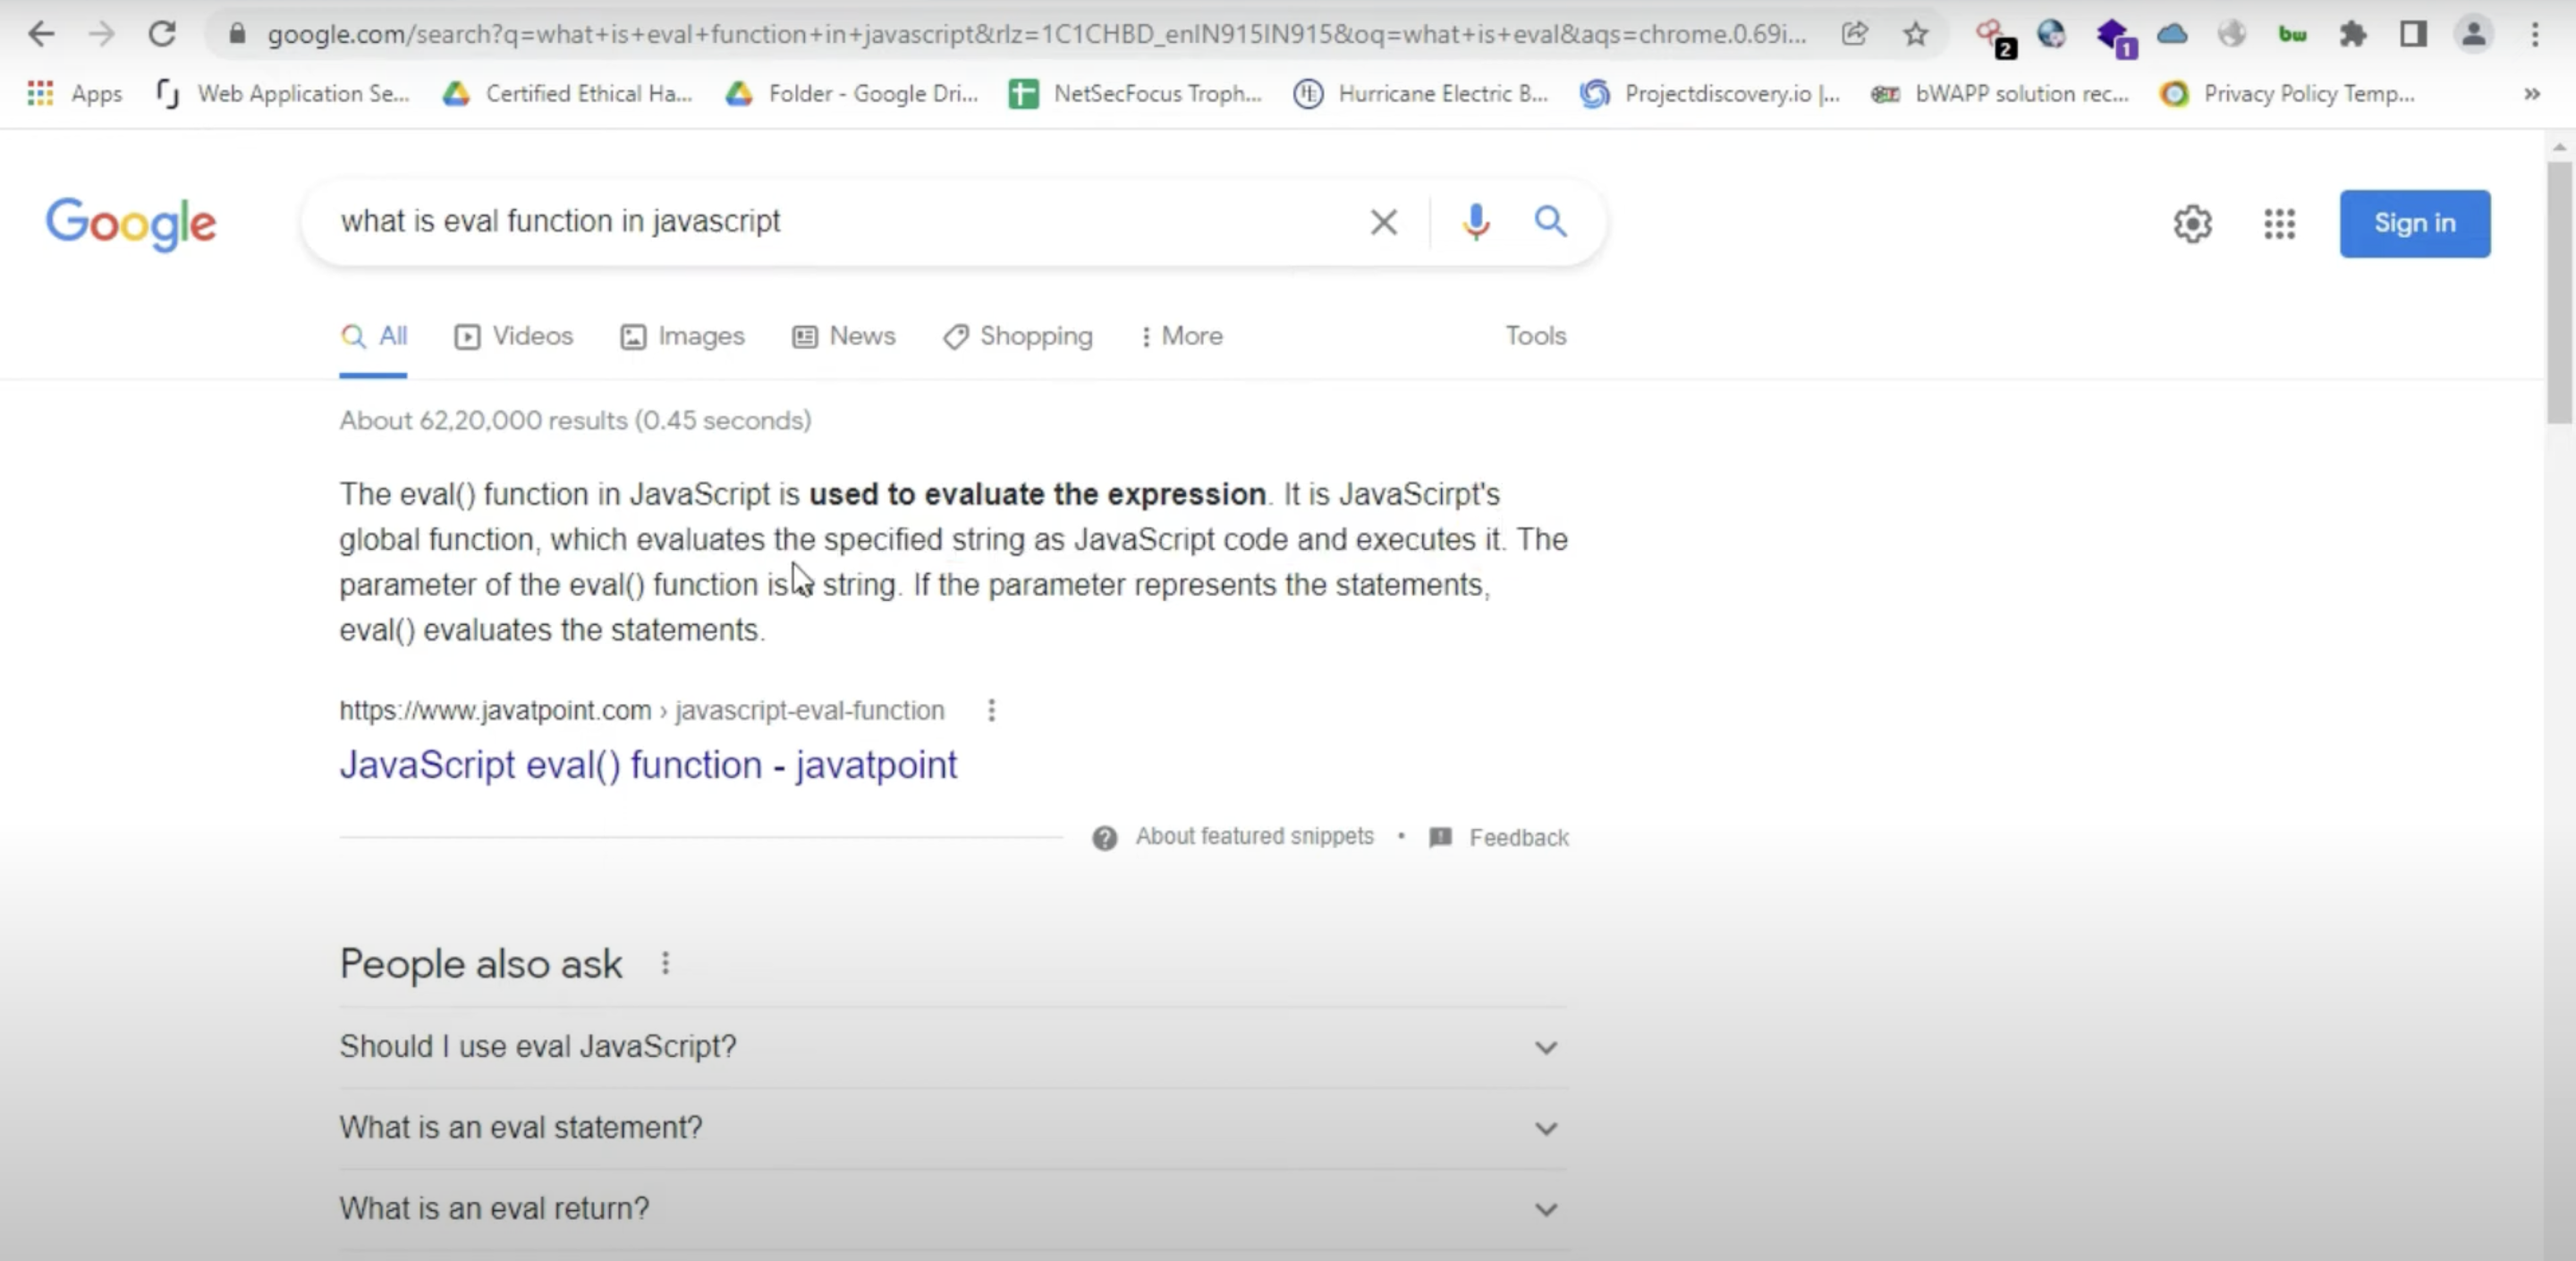 google.com/search?q=what+is+eval+function+in+javascript&rlz=1C1CHBD_enIN915IN915&oq=what+is+eval&aqs=chrome.0.69i...
2
1
bw
Apps
Web Application Se...
Certified Ethical Ha...
Folder - Google Dri...
NetSecFocus Troph...
Hurricane Electric B...
Projectdiscovery.io |...
bWAPP solution rec...
Privacy Policy Temp...
»
Google
what is eval function in javascript
Sign in
All
Videos
Images
News
Shopping
More
Tools
About 62,20,000 results (0.45 seconds)
The eval() function in JavaScript is used to evaluate the expression. It is JavaScirpt's
global function, which evaluates the specified string as JavaScript code and executes it. The
parameter of the eval() function is string. If the parameter represents the statements,
eval() evaluates the statements.
https://www.javatpoint.com › javascript-eval-function
JavaScript eval() function - javatpoint
About featured snippets • Feedback
People also ask
Should I use eval JavaScript?
What is an eval statement?
What is an eval return?